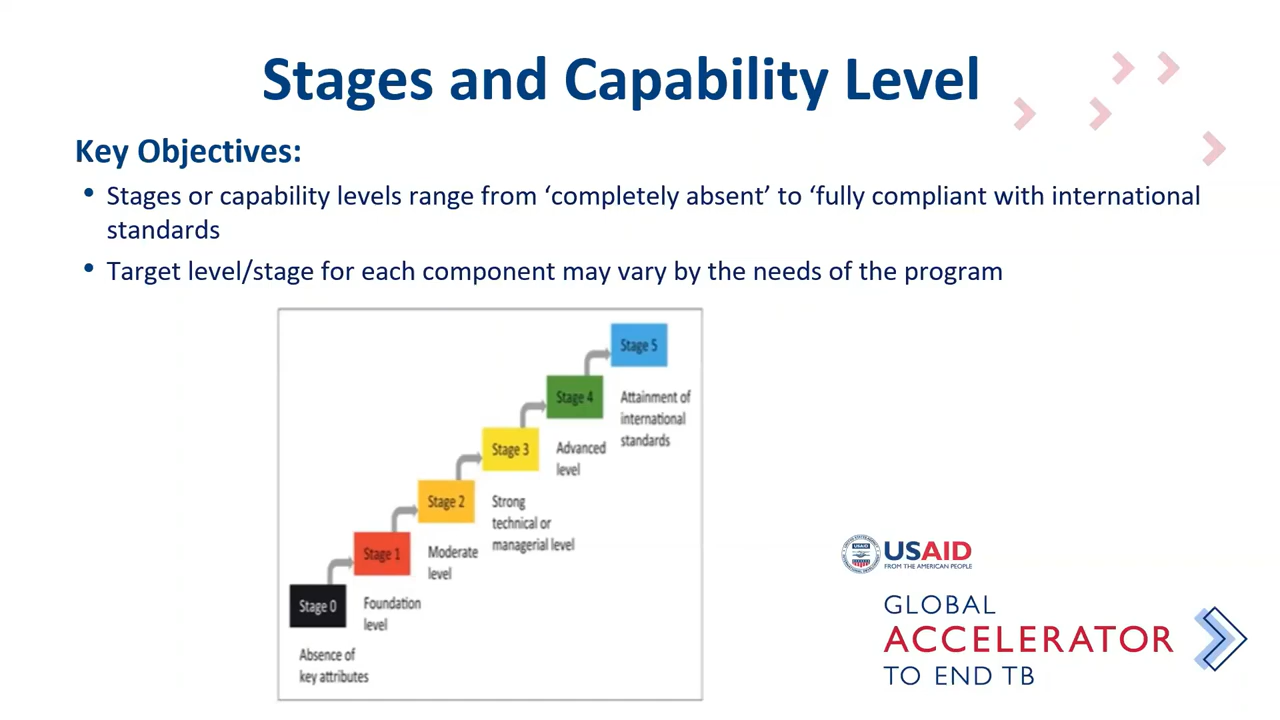 Stages and Capability Level
Key Objectives:
• Stages or capability levels range from ‘completely absent’ to ‘fully compliant with international
standards
• Target level/stage for each component may vary by the needs of the program
Stage 5
Attainment of
international
standards
Stage 4
Advanced
level
Stage 3
Strong
technical or
managerial level
Stage 2
Moderate
level
Stage 1
Foundation
level
Stage 0
Absence of
key attributes
USAID
FROM THE AMERICAN PEOPLE
GLOBAL
ACCELERATOR
TO END TB